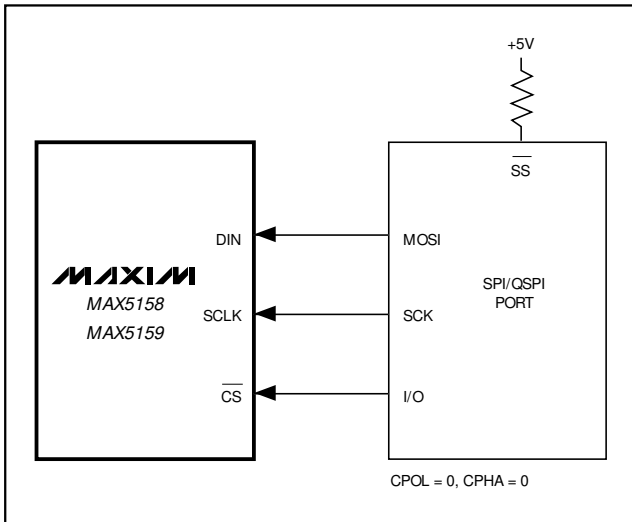 +5V
SS
DIN
MOSI
MAXIM
MAX5158
MAX5159
SCLK
SCK
SPI/QSPI
PORT
CS
I/O
CPOL = 0, CPHA = 0